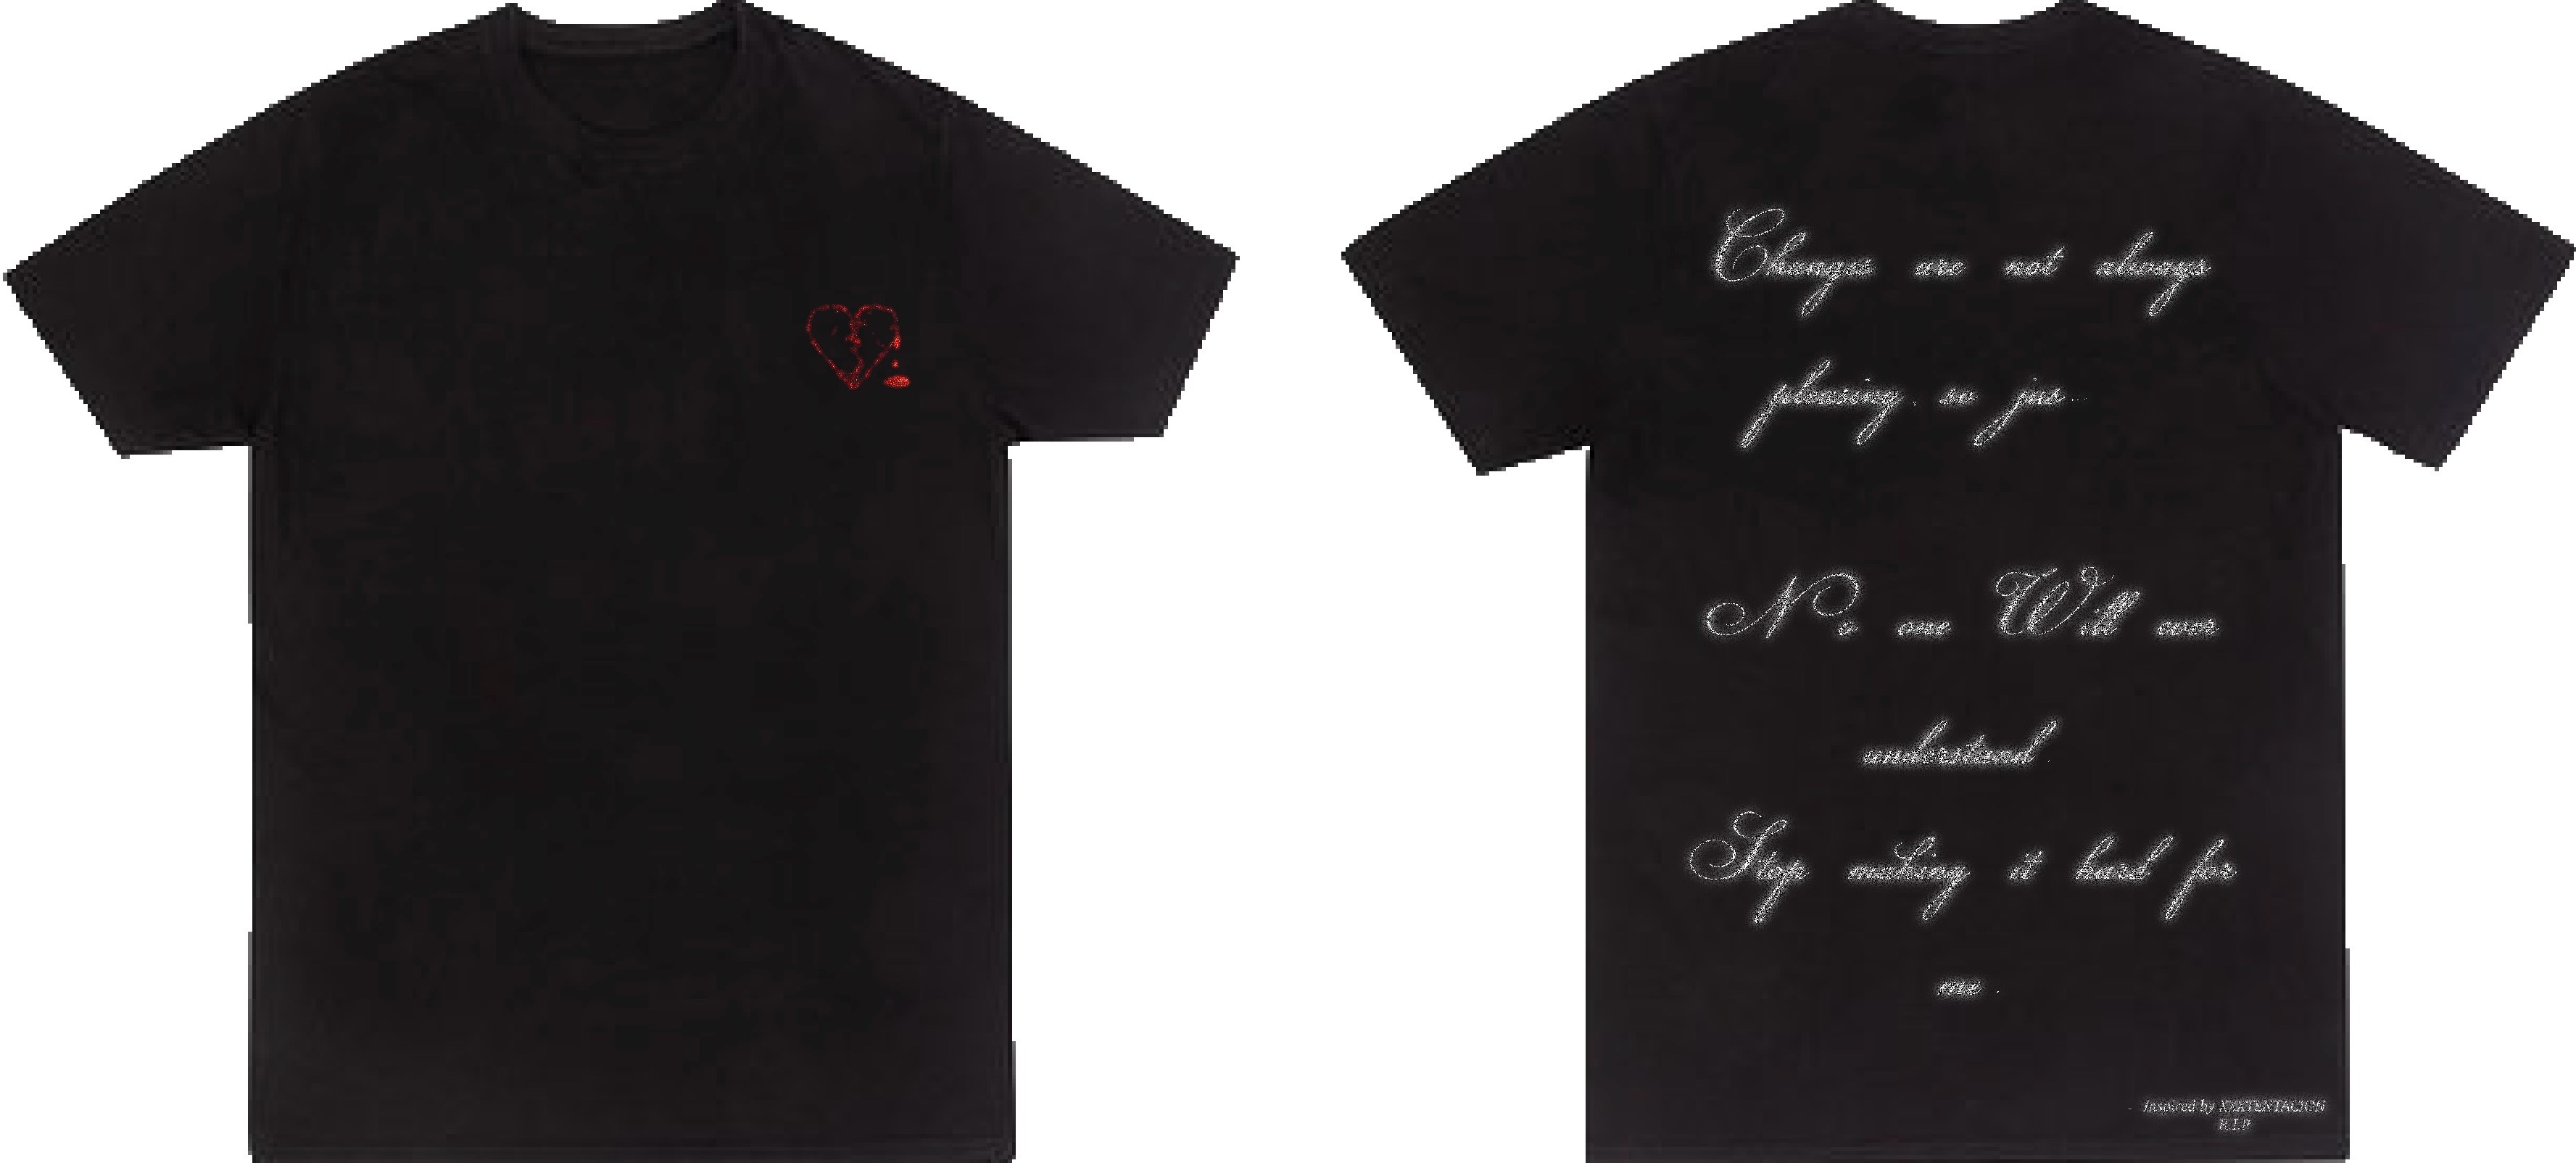 Changes are not always
pleasing. so jus...
No one Will ever
understand.
Stop making it hard for
me .
Inspired by XXXTENTACION
R.I.P